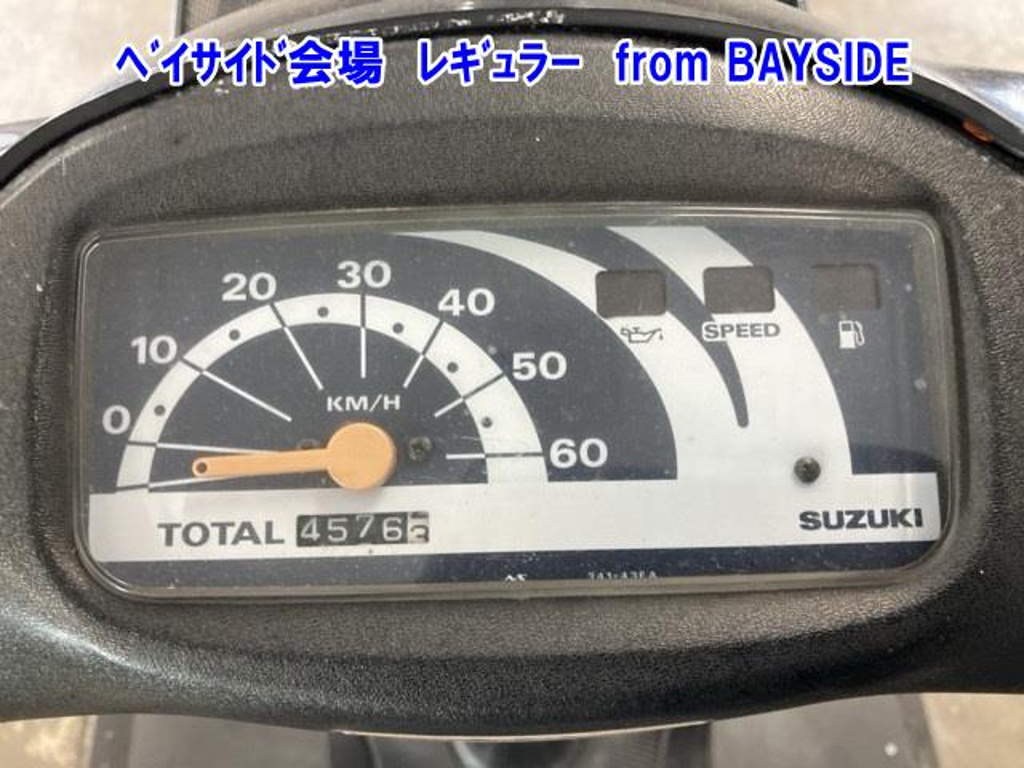 ﾍﾞｲｻｲﾄﾞ会場　ﾚｷﾞｭﾗｰ　from BAYSIDE
0
10
20
30
40
50
60
KM/H
SPEED
TOTAL 4576
SUZUKI